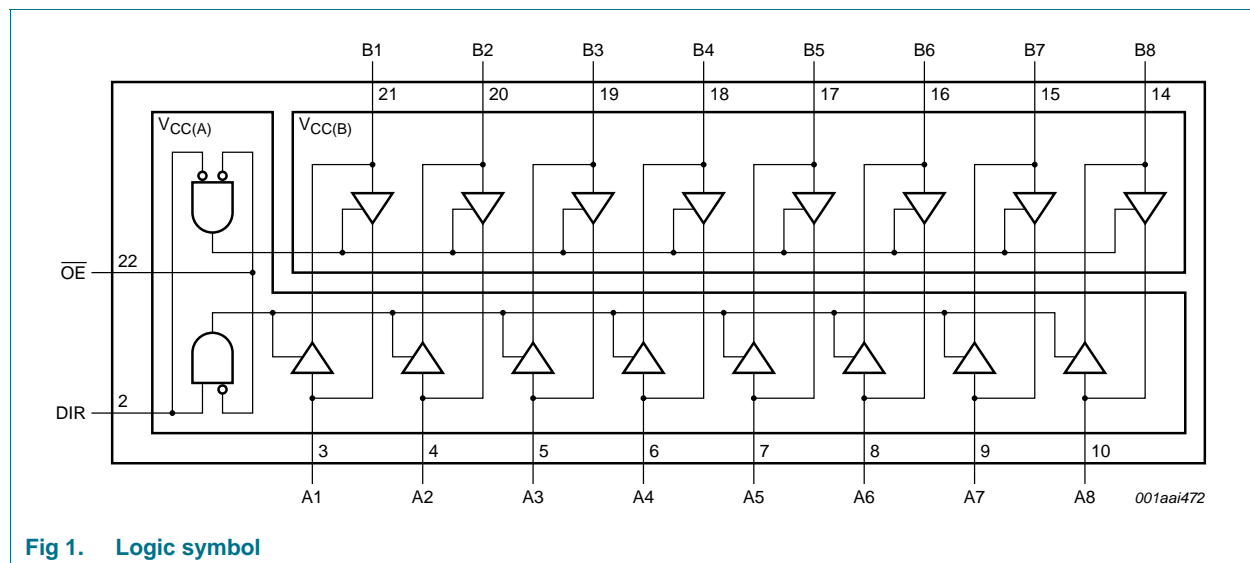 B1 B2 B3 B4 B5 B6 B7 B8
21 20 19 18 17 16 15 14
VCC(A) VCC(B)
OE 22
DIR 2
3 4 5 6 7 8 9 10
A1 A2 A3 A4 A5 A6 A7 A8 001aai472
Fig 1. Logic symbol